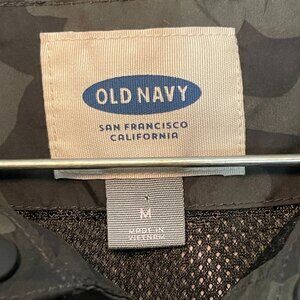 OLD NAVY
SAN FRANCISCO
CALIFORNIA
M
MADE IN
VIETNAM